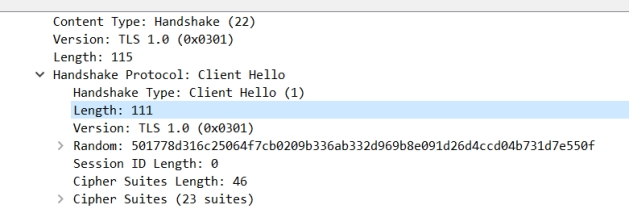 Content Type: Handshake (22)
Version: TLS 1.0 (0x0301)
Length: 115
Handshake Protocol: Client Hello
Handshake Type: Client Hello (1)
Length: 111
Version: TLS 1.0 (0x0301)
Random: 501778d316c25064f7cb0209b336ab332d969b8e091d26d4ccd04b731d7e550f
Session ID Length: 0
Cipher Suites Length: 46
Cipher Suites (23 suites)